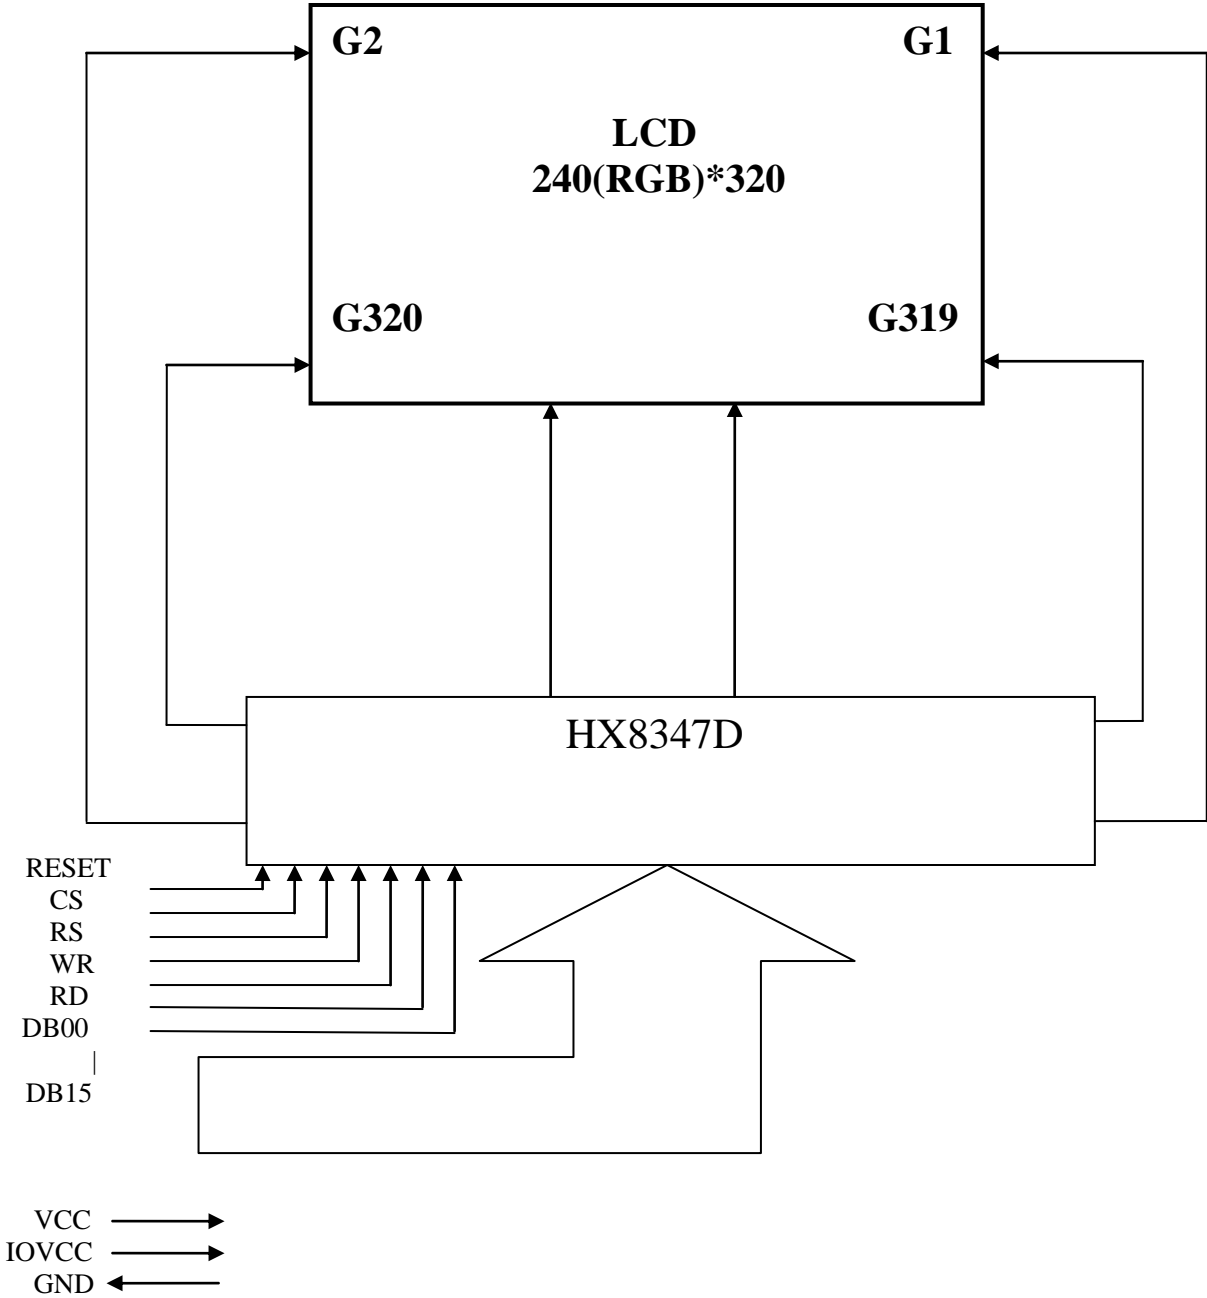 G2 G1
LCD
240(RGB)*320
G320 G319
HX8347D
RESET
CS
RS
WR
RD
DB00
|
DB15
VCC
IOVCC
GND